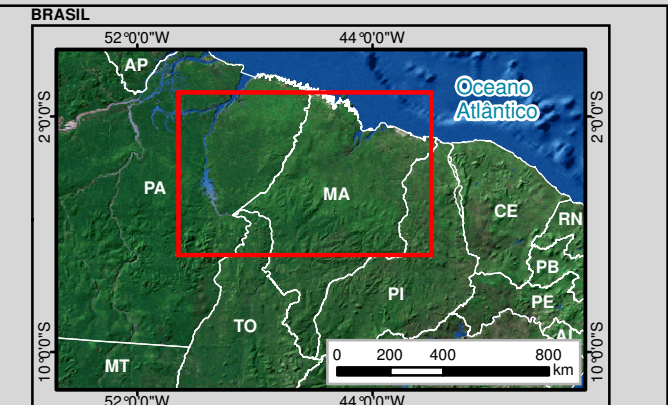 BRASIL
52°0'0"W 44°0'0"W
AP
Oceano
Atlântico
2°0'0"S 2°0'0"S
PA MA CE RN
PB
PI PE
TO AL
MT
10°0'0"S 10°0'0"S
0 200 400 800
km
52°0'0"W 44°0'0"W